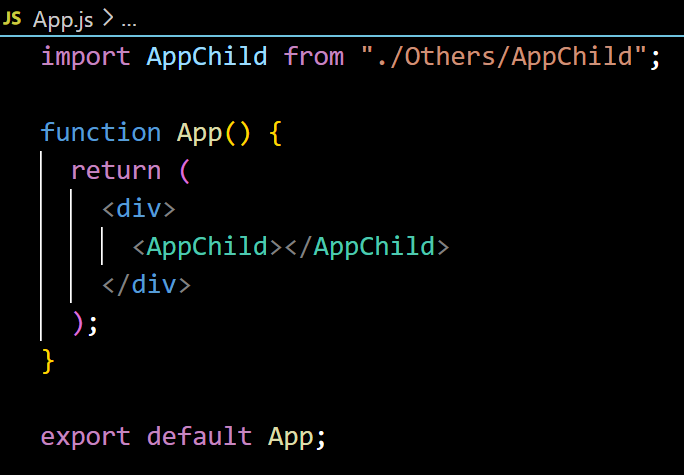 JS App.js > ...
import AppChild from "./Others/AppChild";
function App() {
return (
<div>
<AppChild></AppChild>
</div>
);
}
export default App;